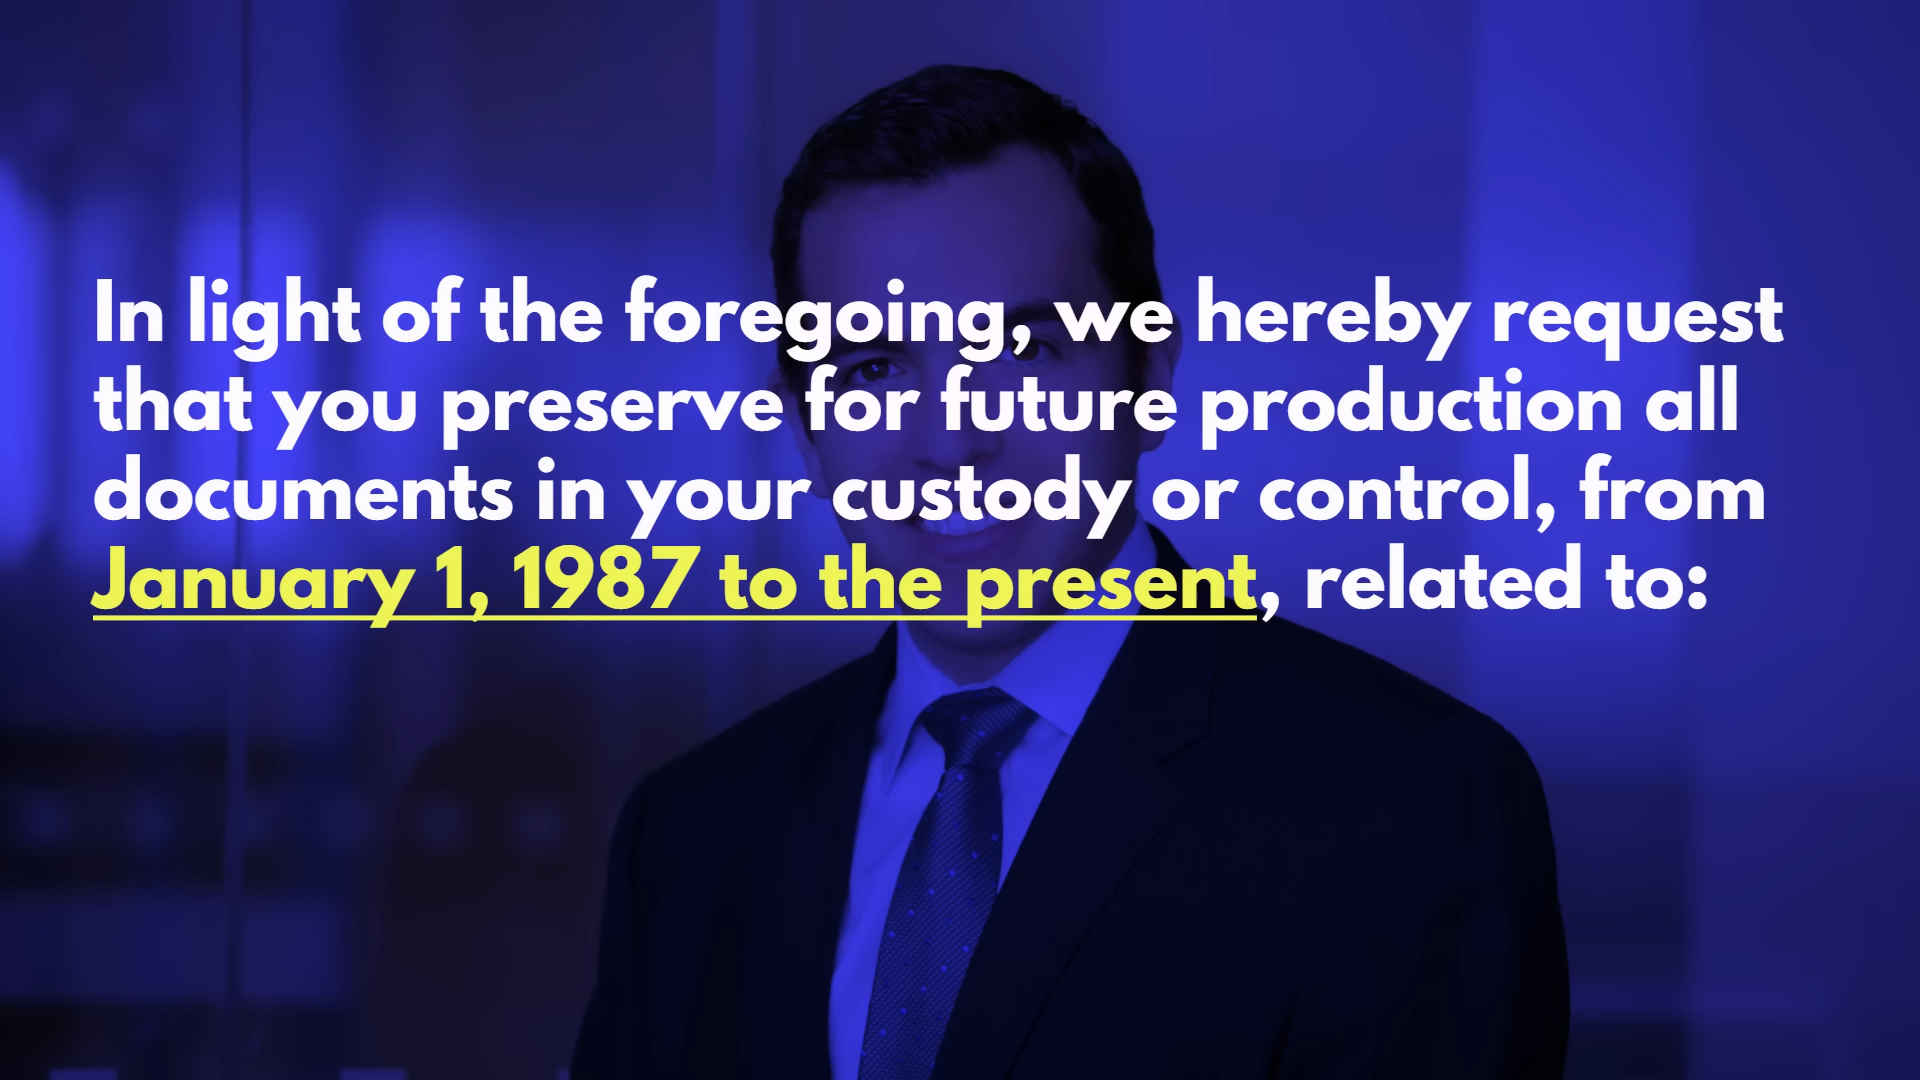 In light of the foregoing, we hereby request
that you preserve for future production all
documents in your custody or control, from
January 1, 1987 to the present, related to: